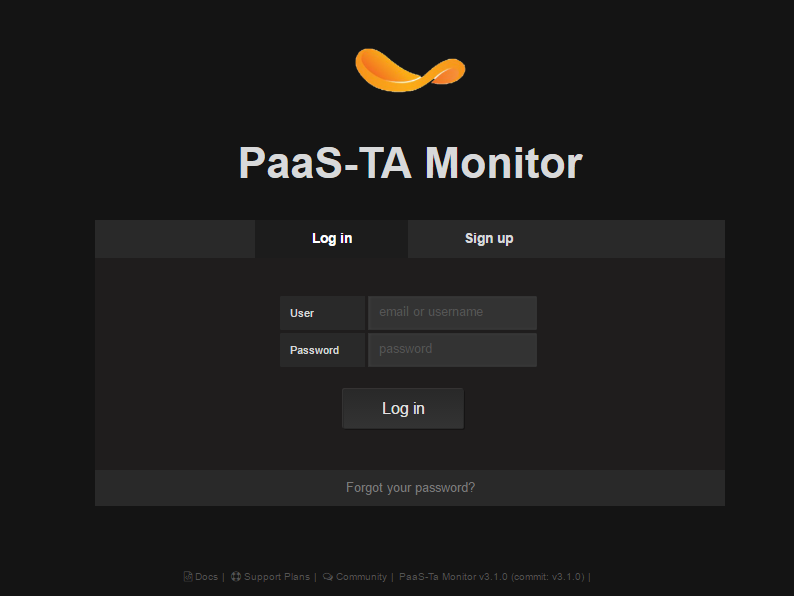 PaaS-TA Monitor
Log in Sign up
User email or username
Password password
Log in
Forgot your password?
Docs | Support Plans | Community | PaaS-Ta Monitor v3.1.0 (commit: v3.1.0) |